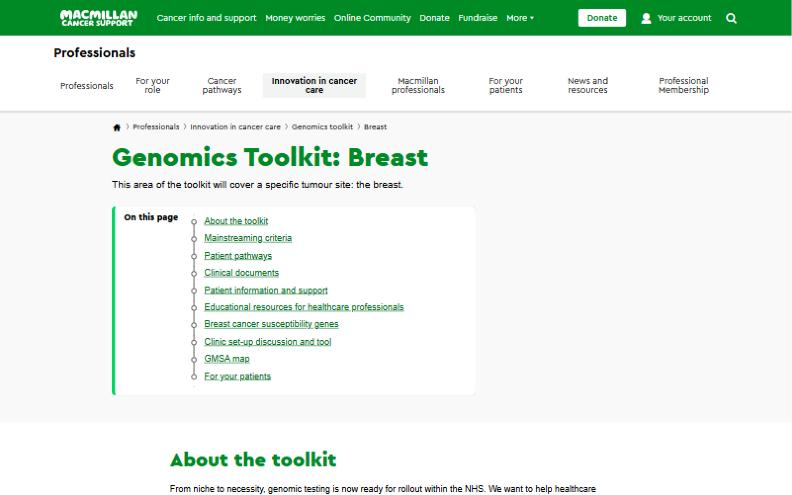 MACMILLAN
CANCER SUPPORT
Cancer info and support Money worries Online Community Donate Fundraise More
Donate
Your account
Professionals
Professionals
For your
role
Cancer
pathways
Innovation in cancer
care
Macmillan
professionals
For your
patients
News and
resources
Professional
Membership
Professionals > Innovation in cancer care > Genomics toolkit > Breast
Genomics Toolkit: Breast
This area of the toolkit will cover a specific tumour site: the breast.
On this page
About the toolkit
Mainstreaming criteria
Patient pathways
Clinical documents
Patient information and support
Educational resources for healthcare professionals
Breast cancer susceptibility genes
Clinic set-up discussion and tool
GMSA map
For your patients
About the toolkit
From niche to necessity, genomic testing is now ready for rollout within the NHS. We want to help healthcare